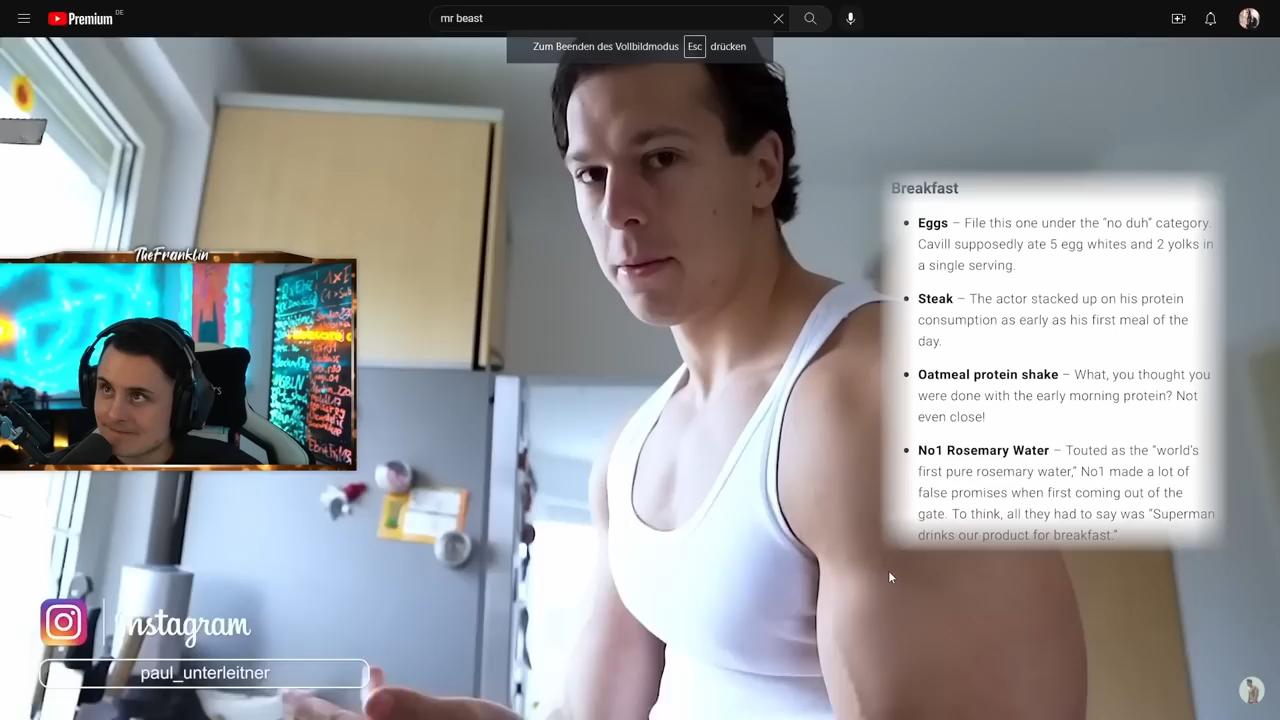 Premium DE
mr beast
Zum Beenden des Vollbildmodus Esc drücken
Breakfast
Eggs – File this one under the “no duh” category.
Cavill supposedly ate 5 egg whites and 2 yolks in
a single serving.
Steak – The actor stacked up on his protein
consumption as early as his first meal of the
day.
Oatmeal protein shake – What, you thought you
were done with the early morning protein? Not
even close!
No1 Rosemary Water – Touted as the “world’s
first pure rosemary water,” No1 made a lot of
false promises when first coming out of the
gate. To think, all they had to say was “Superman
drinks our product for breakfast.”
TheFranklin
Instagram
paul_unterleitner